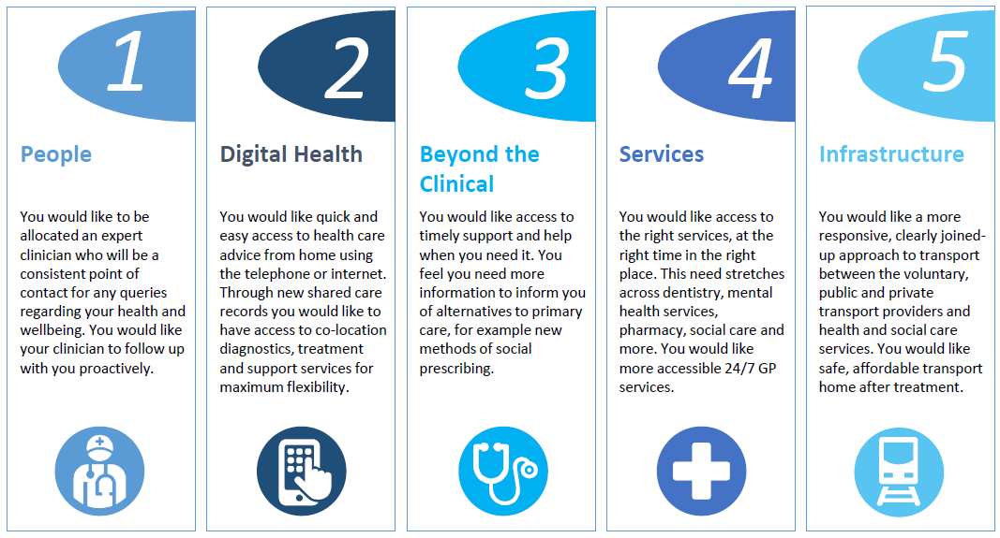 1
People
You would like to be
allocated an expert
clinician who will be a
consistent point of
contact for any queries
regarding your health and
wellbeing. You would like
your clinician to follow up
with you proactively.
2
Digital Health
You would like quick and
easy access to health care
advice from home using
the telephone or internet.
Through new shared care
records you would like to
have access to co-location
diagnostics, treatment
and support services for
maximum flexibility.
3
Beyond the
Clinical
You would like access to
timely support and help
when you need it. You
feel you need more
information to inform you
of alternatives to primary
care, for example new
methods of social
prescribing.
4
Services
You would like access to
the right services, at the
right time in the right
place. This need stretches
across dentistry, mental
health services,
pharmacy, social care and
more. You would like
more accessible 24/7 GP
services.
5
Infrastructure
You would like a more
responsive, clearly joined-
up approach to transport
between the voluntary,
public and private
transport providers and
health and social care
services. You would like
safe, affordable transport
home after treatment.